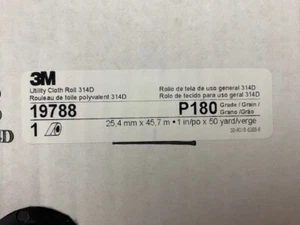 3M
Utility Cloth Roll 314D
Rouleau de toile polyvalent 314D
Rollo de tela de uso general 314D
Rolo de tecido para uso geral 314D
19788
P180 Grade / Grain /
Grano /Grão
1
25,4 mm x 45,7 m • 1 in/po x 50 yard/verge
4D